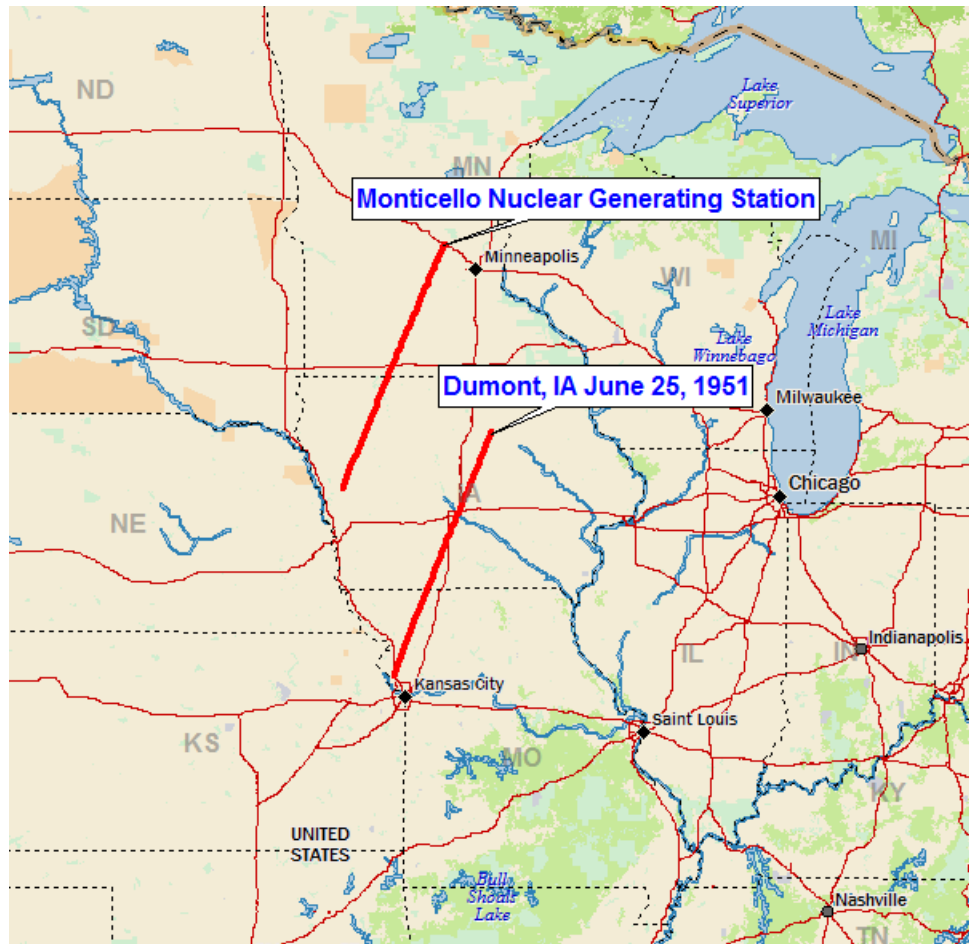 ND
Lake
Superior
MN
Monticello Nuclear Generating Station
MI
Minneapolis
WI
SD
Lake
Michigan
Lake
Winnebago
Dumont, IA June 25, 1951
Milwaukee
Chicago
IA
NE
Indianapolis
IL
IN
Kansas City
Saint Louis
KS
MO
KY
UNITED
STATES
Bull
Shoals
Lake
Nashville
TN